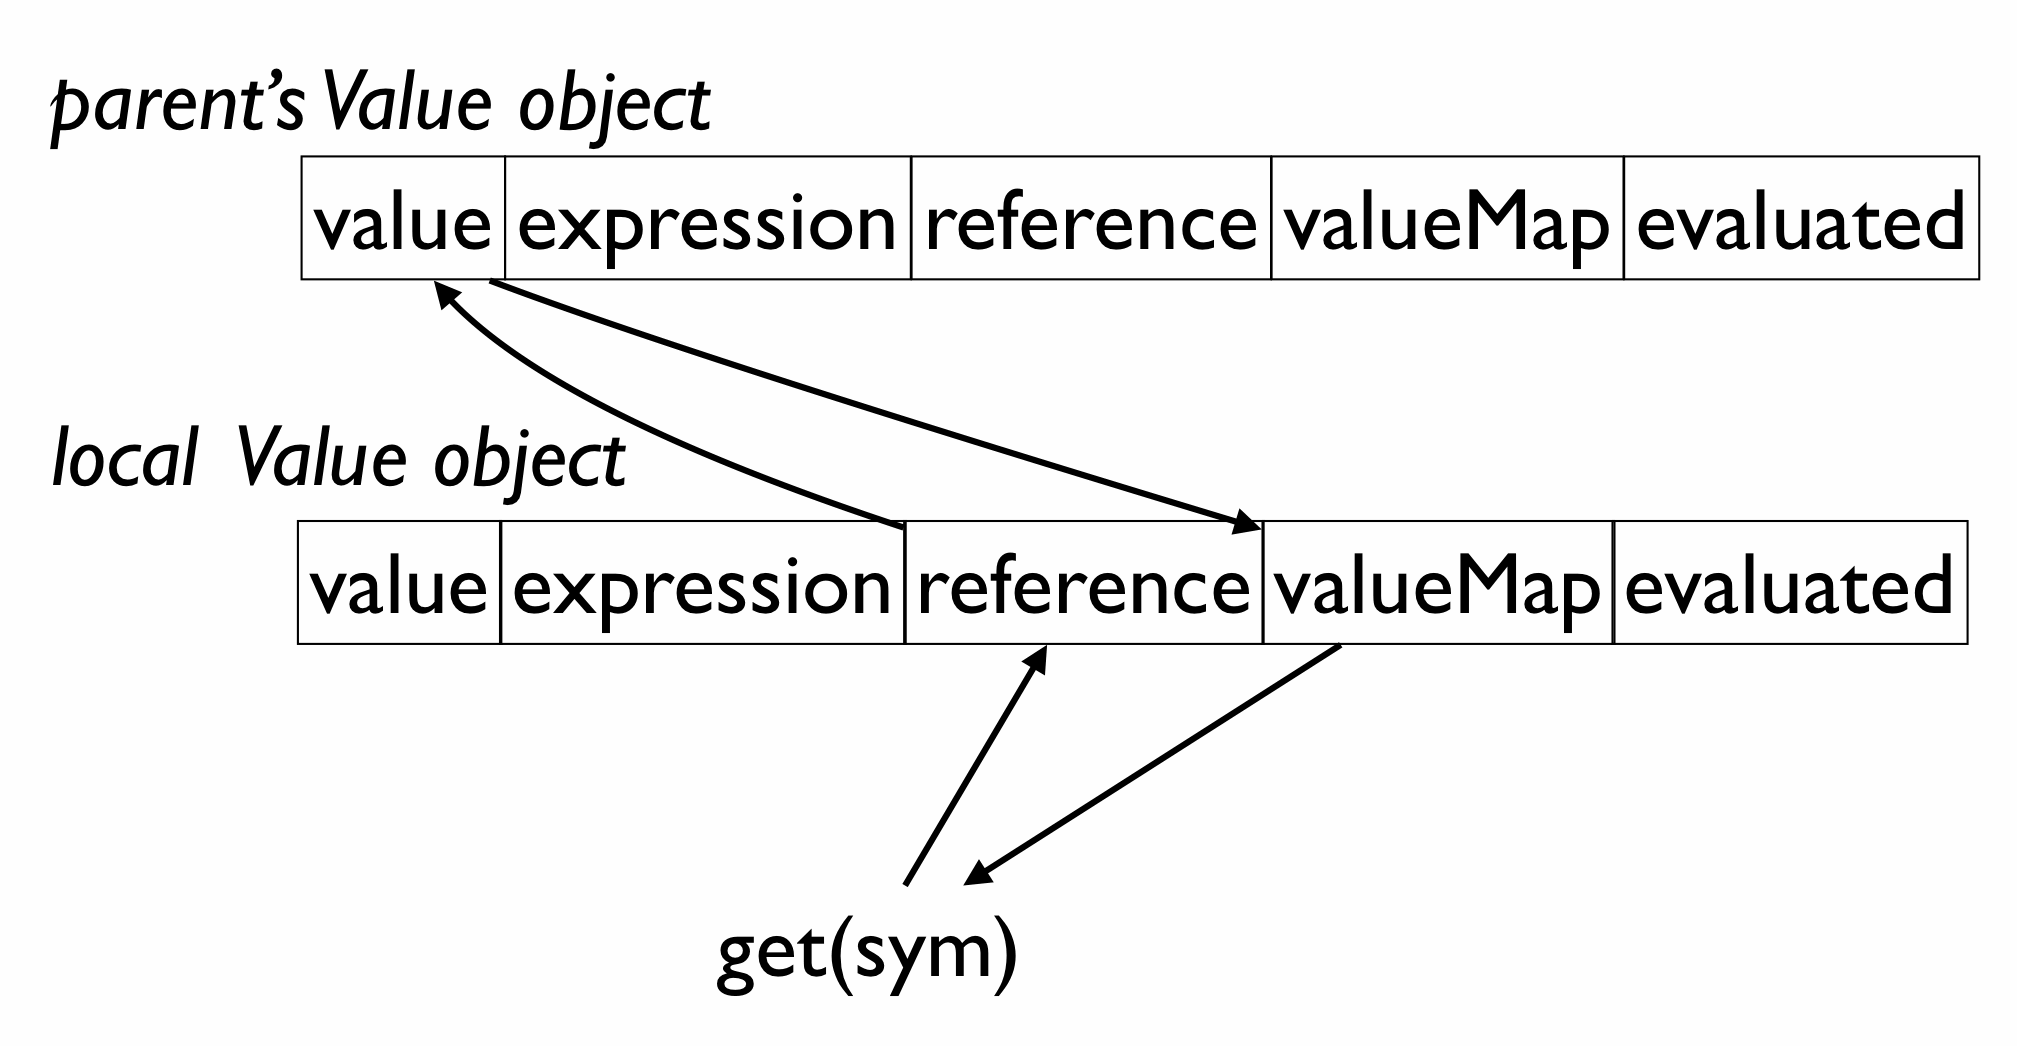 parent’s Value object
value expression reference valueMap evaluated
local Value object
value expression reference valueMap evaluated
get(sym)